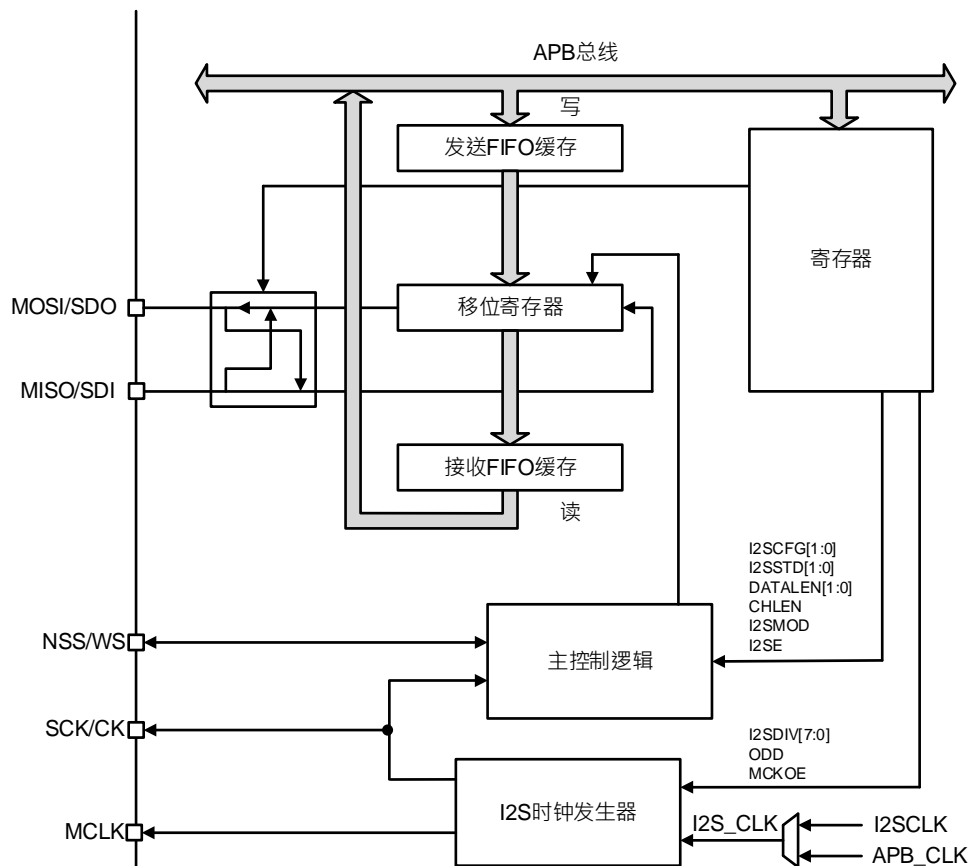 APB总线
写
发送FIFO缓存
寄存器
MOSI/SDO
移位寄存器
MISO/SDI
接收FIFO缓存
读
I2SCFG[1:0]
I2SSTD[1:0]
DATALEN[1:0]
CHLEN
I2SMOD
I2SE
NSS/WS
主控制逻辑
SCK/CK
I2SDIV[7:0]
ODD
MCKOE
I2S时钟发生器
I2S_CLK
I2SCLK
MCLK
APB_CLK